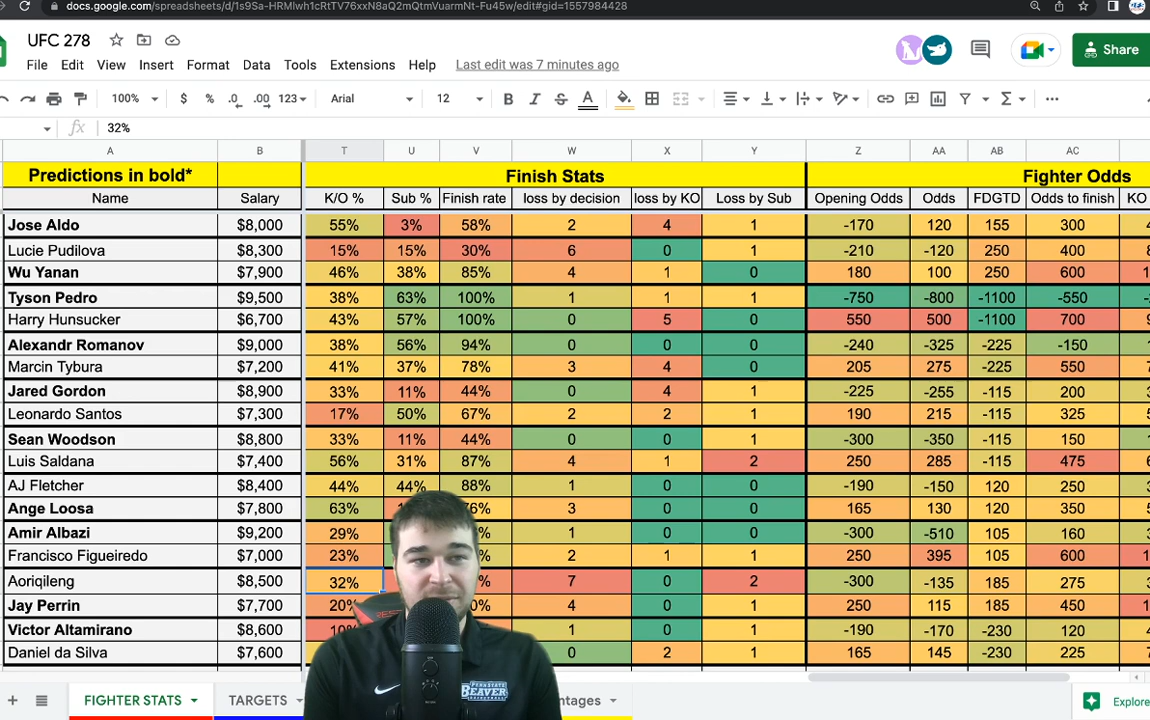 docs.google.com/spreadsheets/d/1s9Sa-HRMlwh1cRtTV76xxN8aQ2mQtmVuarmNt-Fu45w/edit#gid=1557984428
UFC 278
File Edit View Insert Format Data Tools Extensions Help Last edit was 7 minutes ago
Share
100% $ % .0 .00 123 Arial 12 B I S A
fx 32%
A B T U V W X Y Z AA AB AC
Predictions in bold* Finish Stats Fighter Odds
Name Salary K/O % Sub % Finish rate loss by decision loss by KO Loss by Sub Opening Odds Odds FDGTD Odds to finish KO
Jose Aldo $8,000 55% 3% 58% 2 4 1 -170 120 155 300
Lucie Pudilova $8,300 15% 15% 30% 6 0 1 -210 -120 250 400
Wu Yanan $7,900 46% 38% 85% 4 1 0 180 100 250 600
Tyson Pedro $9,500 38% 63% 100% 1 1 1 -750 -800 -1100 -550
Harry Hunsucker $6,700 43% 57% 100% 0 5 0 550 500 -1100 700
Alexandr Romanov $9,000 38% 56% 94% 0 0 0 -240 -325 -225 -150
Marcin Tybura $7,200 41% 37% 78% 3 4 0 205 275 -225 550
Jared Gordon $8,900 33% 11% 44% 0 4 1 -225 -255 -115 200
Leonardo Santos $7,300 17% 50% 67% 2 2 1 190 215 -115 325
Sean Woodson $8,800 33% 11% 44% 0 0 1 -300 -350 -115 150
Luis Saldana $7,400 56% 31% 87% 4 1 2 250 285 -115 475
AJ Fletcher $8,400 44% 44% 88% 1 0 0 -190 -150 120 250
Ange Loosa $7,800 63% 3 0 0 165 130 120 350
Amir Albazi $9,200 29% 1 0 0 -300 -510 105 160
Francisco Figueiredo $7,000 23% 2 1 1 250 395 105 600
Aoriqileng $8,500 32% 7 0 2 -300 -135 185 275
Jay Perrin $7,700 20% 4 0 1 250 115 185 450
Victor Altamirano $8,600 1 0 1 -190 -170 -230 120
Daniel da Silva $7,600 0 2 1 165 145 -230 225
FIGHTER STATS TARGETS Explore
PENN STATE
BEAVER